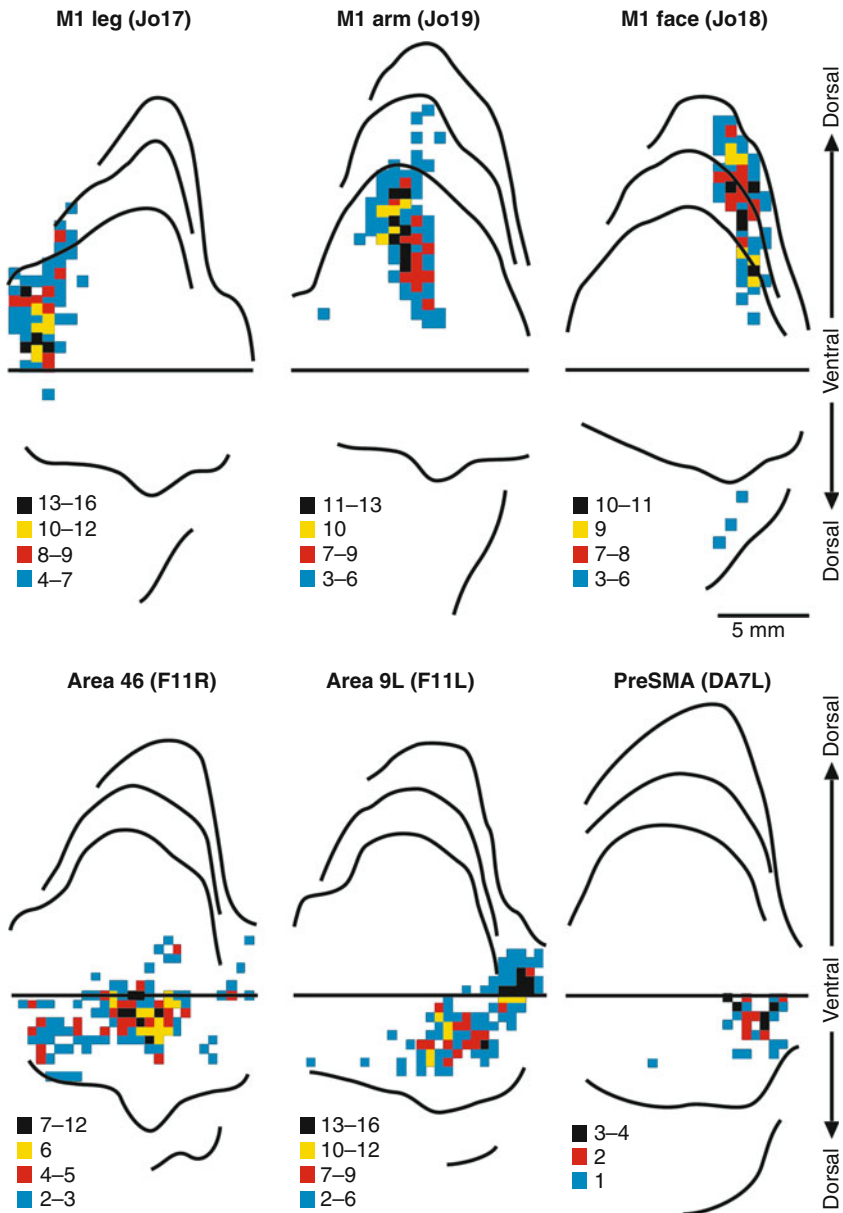 M1 leg (Jo17)
M1 arm (Jo19)
M1 face (Jo18)
Dorsal
Ventral
Dorsal
13–16
10–12
8–9
4–7
11–13
10
7–9
3–6
10–11
9
7–8
3–6
5 mm
Area 46 (F11R)
Area 9L (F11L)
PreSMA (DA7L)
Dorsal
Ventral
Dorsal
7–12
6
4–5
2–3
13–16
10–12
7–9
2–6
3–4
2
1